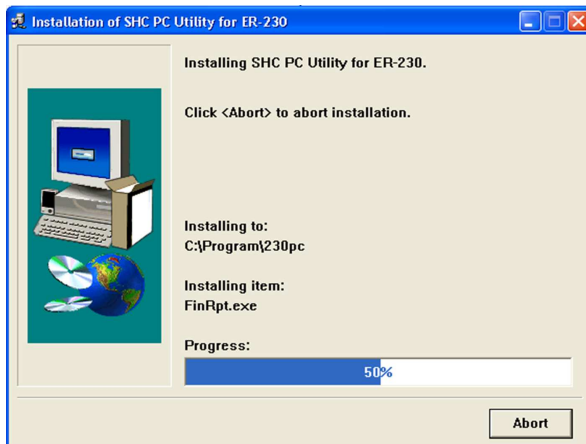 Installation of SHC PC Utility for ER-230
Installing SHC PC Utility for ER-230.
Click <Abort> to abort installation.
Installing to:
C:\Program\230pc
Installing item:
FinRpt.exe
Progress:
50%
Abort